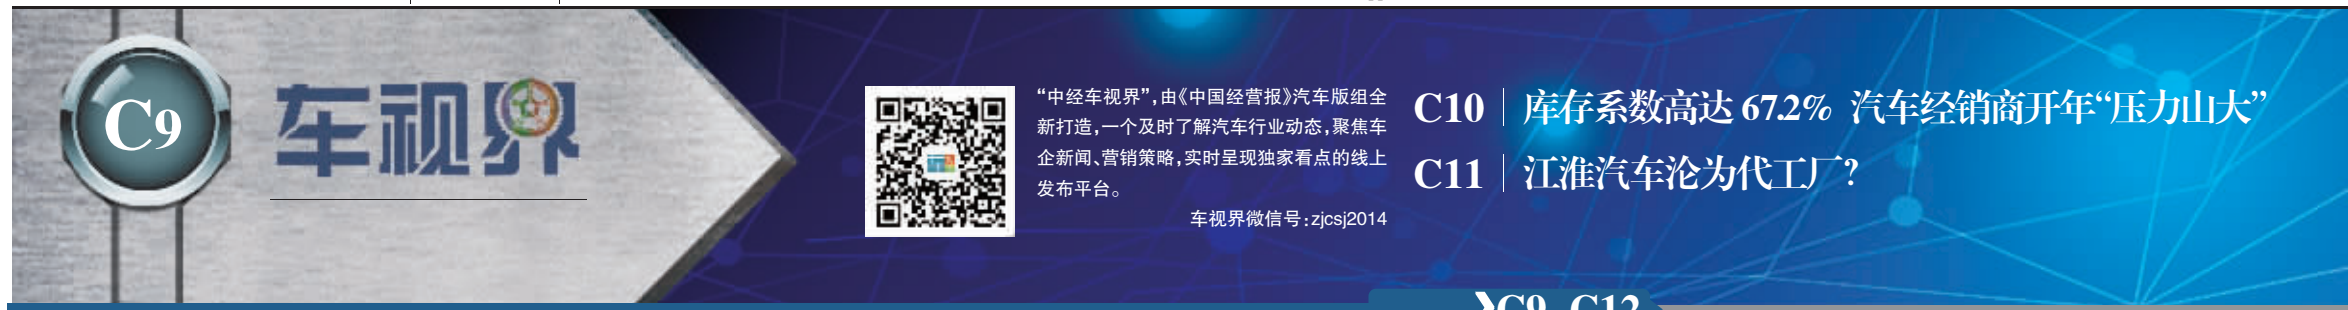 C9
车视界
“中经车视界”,由《中国经营报》汽车版组全
新打造,一个及时了解汽车行业动态,聚焦车
企新闻、营销策略,实时呈现独家看点的线上
发布平台。
车视界微信号:zjcsj2014
C10 库存系数高达 67.2% 汽车经销商开年“压力山大”
C11 江淮汽车沦为代工厂?
C9 C12